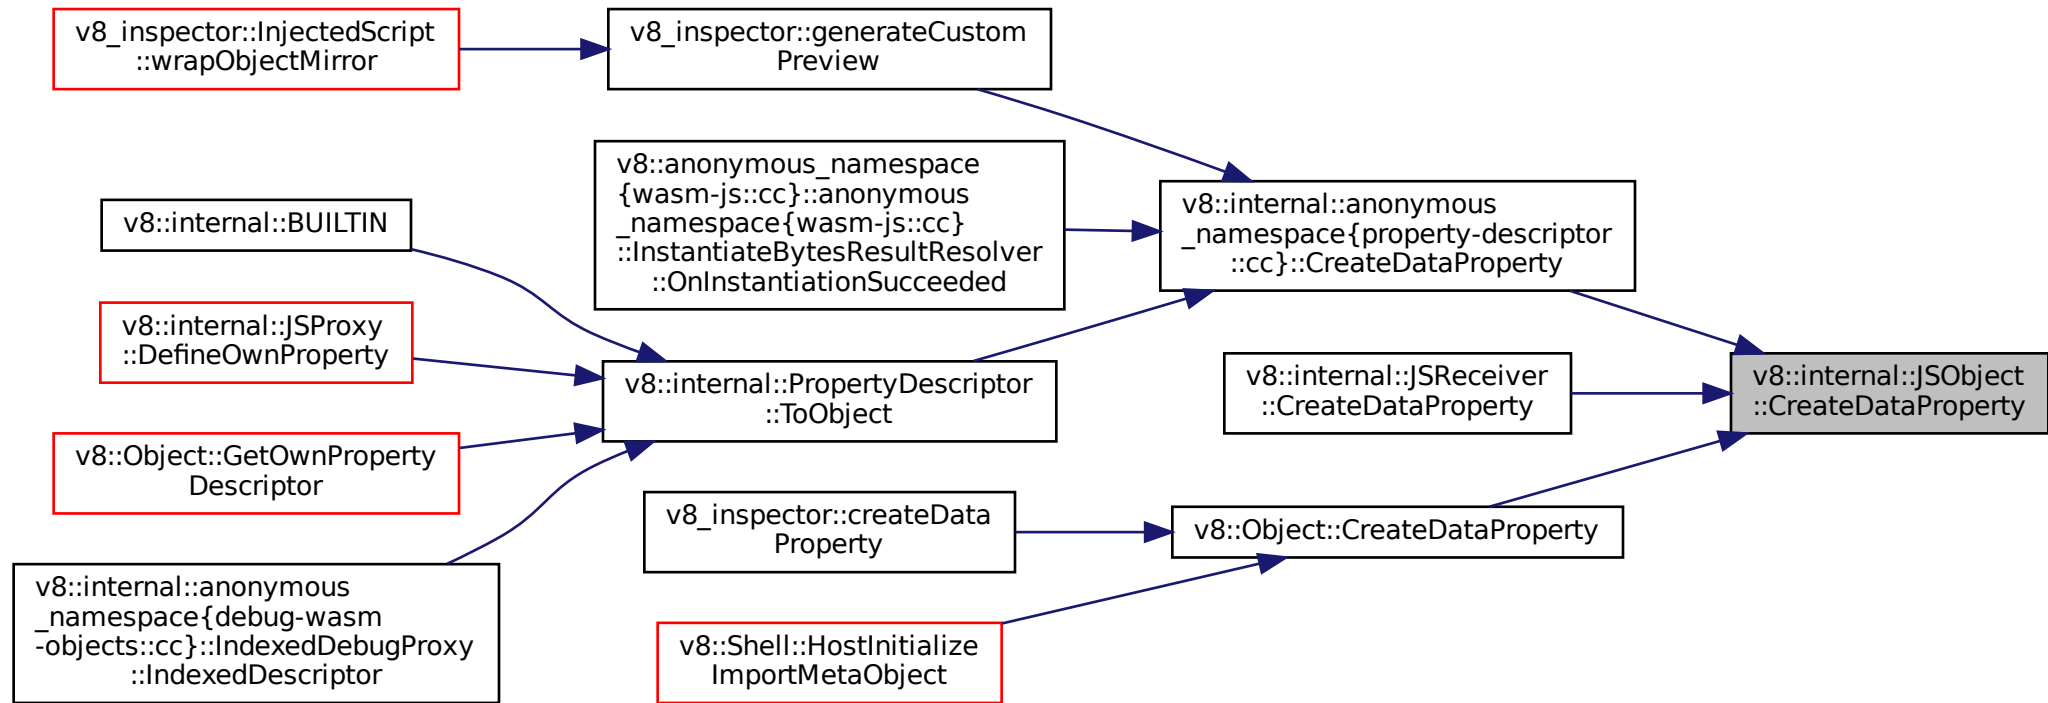 v8_inspector::InjectedScript
::wrapObjectMirror
v8_inspector::generateCustom
Preview
v8::anonymous_namespace
{wasm-js::cc}::anonymous
_namespace{wasm-js::cc}
::InstantiateBytesResultResolver
::OnInstantiationSucceeded
v8::internal::anonymous
_namespace{property-descriptor
::cc}::CreateDataProperty
v8::internal::BUILTIN
v8::internal::JSProxy
::DefineOwnProperty
v8::internal::PropertyDescriptor
::ToObject
v8::internal::JSReceiver
::CreateDataProperty
v8::internal::JSObject
::CreateDataProperty
v8::Object::GetOwnProperty
Descriptor
v8_inspector::createData
Property
v8::Object::CreateDataProperty
v8::internal::anonymous
_namespace{debug-wasm
-objects::cc}::IndexedDebugProxy
::IndexedDescriptor
v8::Shell::HostInitialize
ImportMetaObject